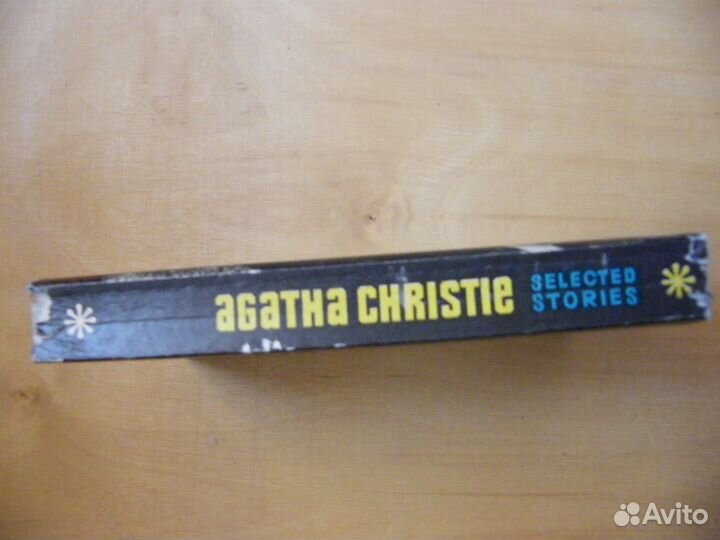 agatha christie
SELECTED
STORIES
Avito